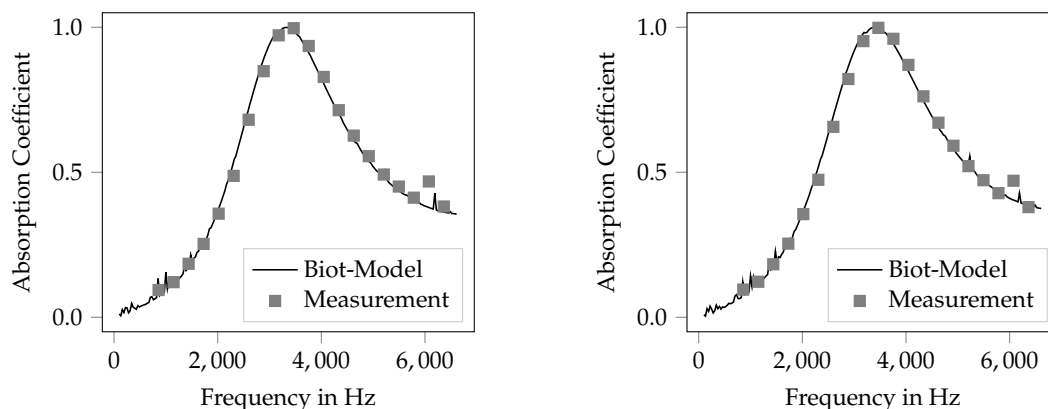 1.0
0.5
0.0
Absorption Coefficient
Biot-Model
Measurement
0
2,000
4,000
6,000
Frequency in Hz
1.0
0.5
0.0
Absorption Coefficient
Biot-Model
Measurement
0
2,000
4,000
6,000
Frequency in Hz